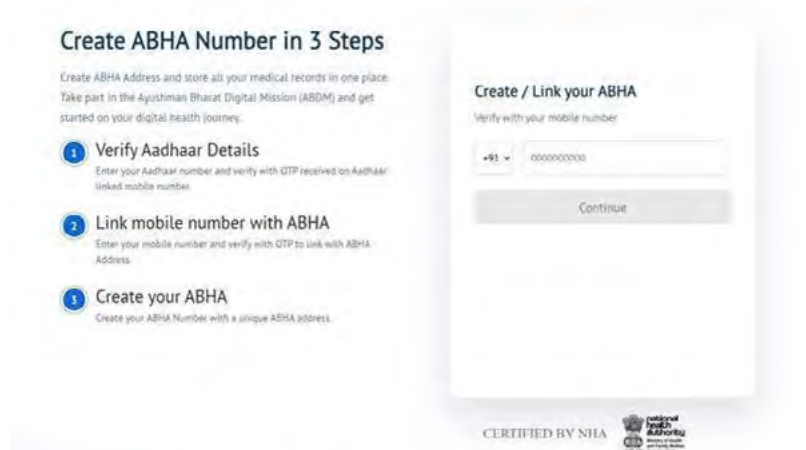 Create ABHA Number in 3 Steps
Create ABHA Address and store all your medical records in one place.
Take part in the Ayushman Bharat Digital Mission (ABDM) and get
started on your digital health journey.
1 Verify Aadhaar Details
Enter your Aadhaar number and verify with OTP received on Aadhaar
linked mobile number.
2 Link mobile number with ABHA
Enter your mobile number and verify with OTP to link with ABHA
Address.
3 Create your ABHA
Create your ABHA Number with a unique ABHA address.
Create / Link your ABHA
Verify with your mobile number
+91 0000000000
Continue
CERTIFIED BY NHA
national
health
authority